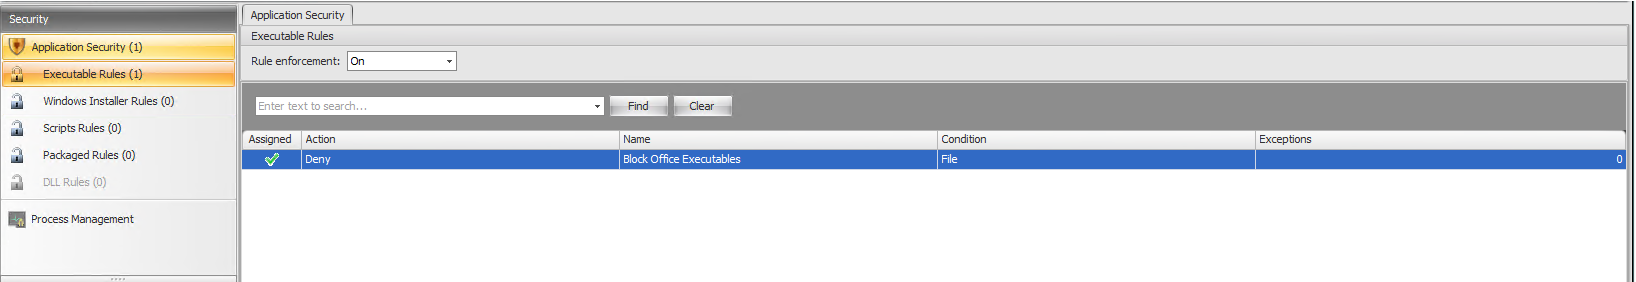 Security
Application Security (1)
Executable Rules (1)
Windows Installer Rules (0)
Scripts Rules (0)
Packaged Rules (0)
DLL Rules (0)
Process Management
Application Security
Executable Rules
Rule enforcement: On
Enter text to search... Find Clear
Assigned Action Name Condition Exceptions
Deny Block Office Executables File 0